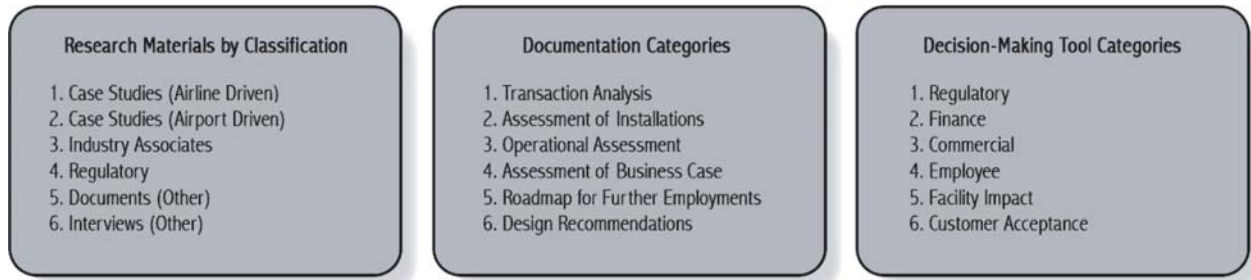 Research Materials by Classification
1. Case Studies (Airline Driven)
2. Case Studies (Airport Driven)
3. Industry Associates
4. Regulatory
5. Documents (Other)
6. Interviews (Other)
Documentation Categories
1. Transaction Analysis
2. Assessment of Installations
3. Operational Assessment
4. Assessment of Business Case
5. Roadmap for Further Employments
6. Design Recommendations
Decision-Making Tool Categories
1. Regulatory
2. Finance
3. Commercial
4. Employee
5. Facility Impact
6. Customer Acceptance